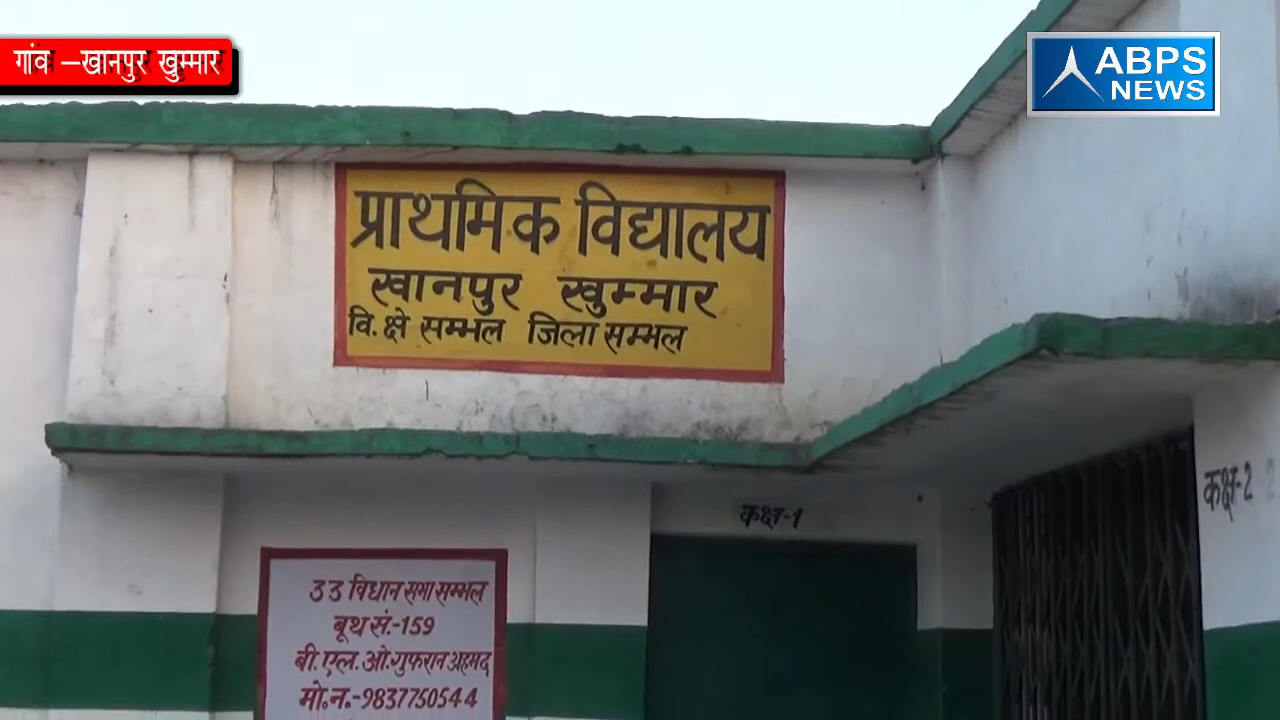 गांव –खानपुर खुम्मार
ABPS
NEWS
प्राथमिक विद्यालय
खानपुर खुम्मार
वि. क्षे सम्भल जिला सम्भल
कक्ष-1
कक्ष-2
33 विधान सभा सम्भल
बूथ सं.-159
बी. एल. ओ. गुफरान अहमद
मो. न.-9837750544